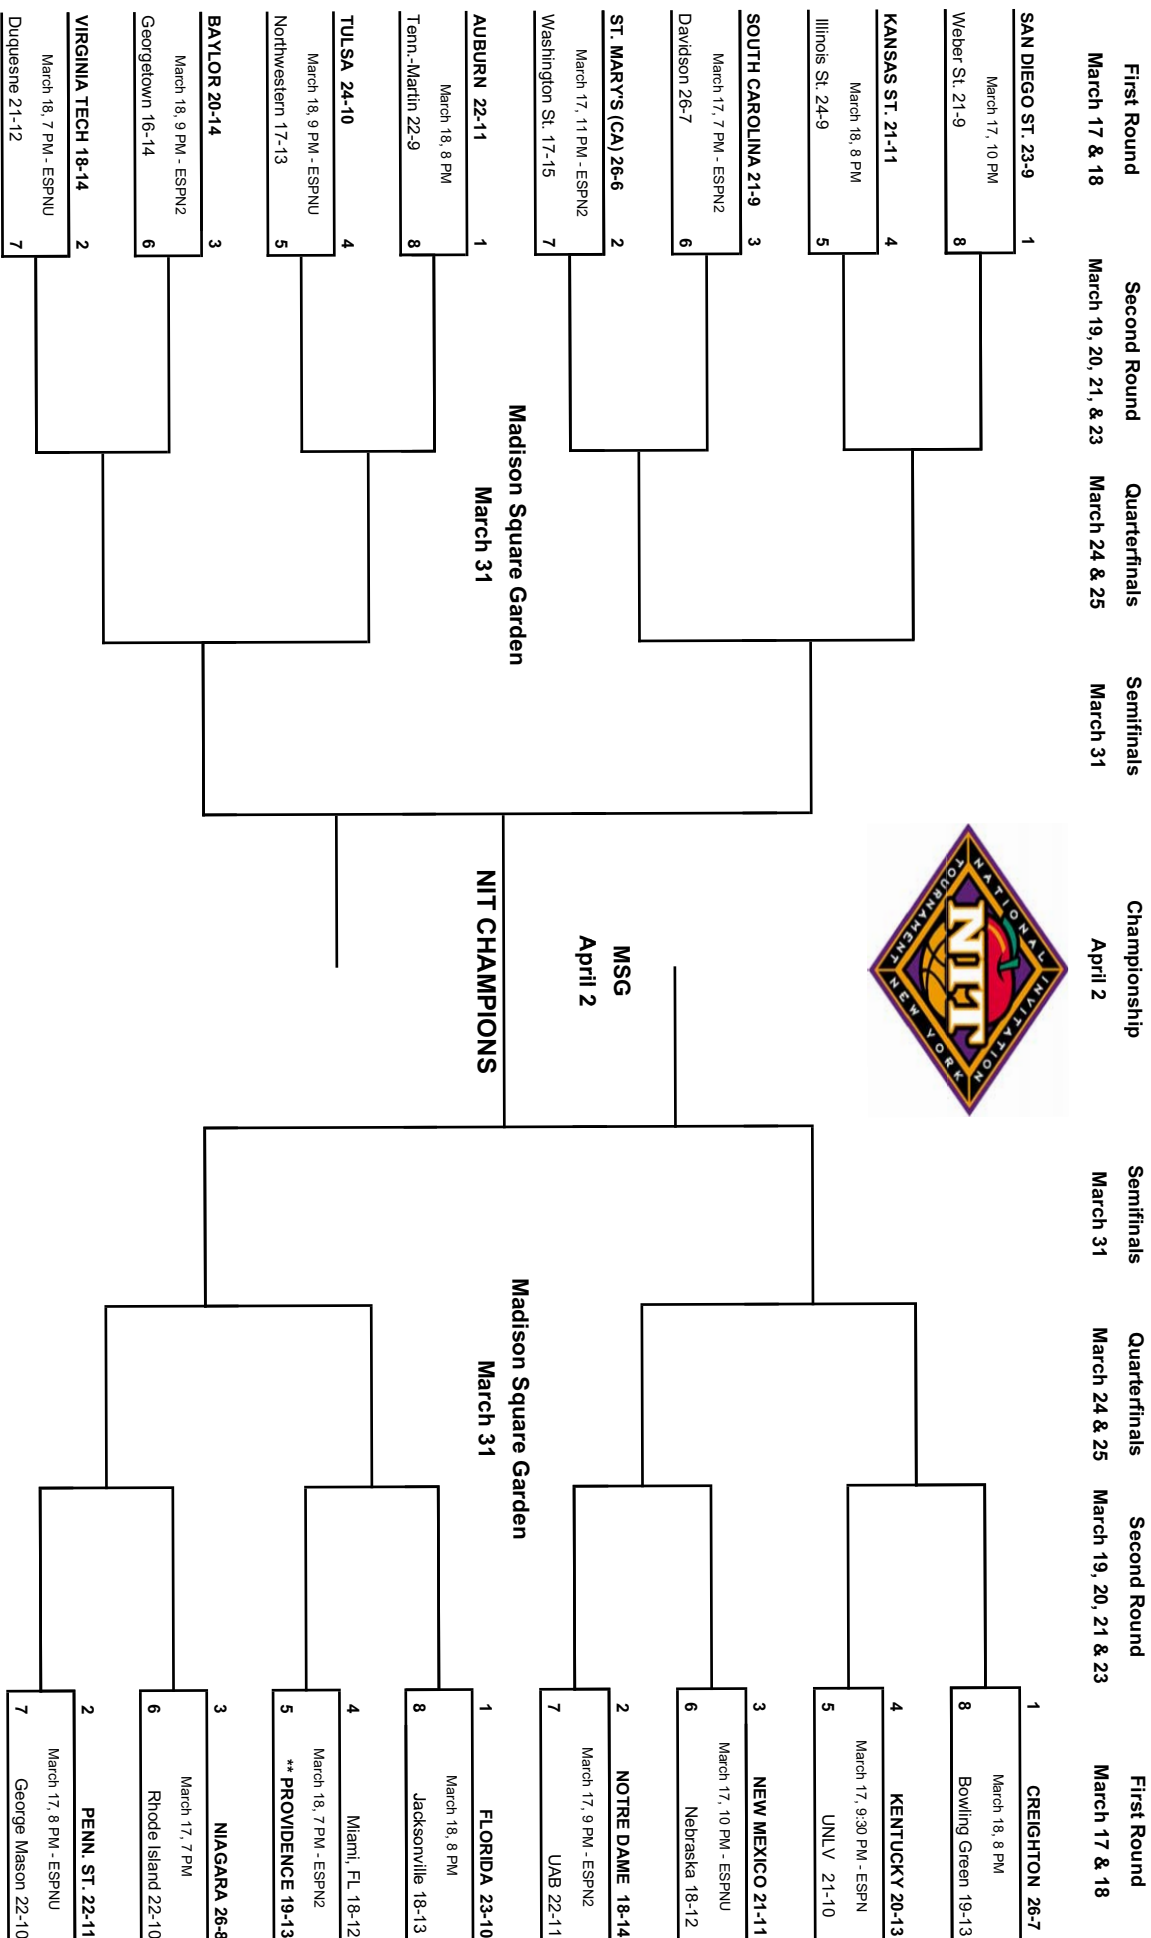 First Round
March 17 & 18
Second Round
March 19, 20, 21, & 23
Quarterfinals
March 24 & 25
Semifinals
March 31
Championship
April 2
Semifinals
March 31
Quarterfinals
March 24 & 25
Second Round
March 19, 20, 21 & 23
First Round
March 17 & 18
NATIONAL INVITATION
NIT
TOURNAMENT NEW YORK
SAN DIEGO ST. 23-9 1
March 17, 10 PM
Weber St. 21-9 8
KANSAS ST. 21-11 4
March 18, 8 PM
Illinois St. 24-9 5
SOUTH CAROLINA 21-9 3
March 17, 7 PM - ESPN2
Davidson 26-7 6
ST. MARY'S (CA) 26-6 2
March 17, 11 PM - ESPN2
Washington St. 17-15 7
AUBURN 22-11 1
March 18, 8 PM
Tenn.-Martin 22-9 8
TULSA 24-10 4
March 18, 9 PM - ESPNU
Northwestern 17-13 5
BAYLOR 20-14 3
March 18, 9 PM - ESPN2
Georgetown 16-14 6
VIRGINIA TECH 18-14 2
March 18, 7 PM - ESPNU
Duquesne 21-12 7
Madison Square Garden
March 31
MSG
April 2
NIT CHAMPIONS
Madison Square Garden
March 31
1 CREIGHTON 26-7
March 18, 8 PM
8 Bowling Green 19-13
4 KENTUCKY 20-13
March 17, 9:30 PM - ESPN
5 UNLV 21-10
3 NEW MEXICO 21-11
March 17, 10 PM - ESPNU
6 Nebraska 18-12
2 NOTRE DAME 18-14
March 17, 9 PM - ESPN2
7 UAB 22-11
1 FLORIDA 23-10
March 18, 8 PM
8 Jacksonville 18-13
4 Miami, FL 18-12
March 18, 7 PM - ESPN2
5 ** PROVIDENCE 19-13
3 NIAGARA 26-8
March 17, 7 PM
6 Rhode Island 22-10
2 PENN. ST. 22-11
March 17, 8 PM - ESPNU
7 George Mason 22-10